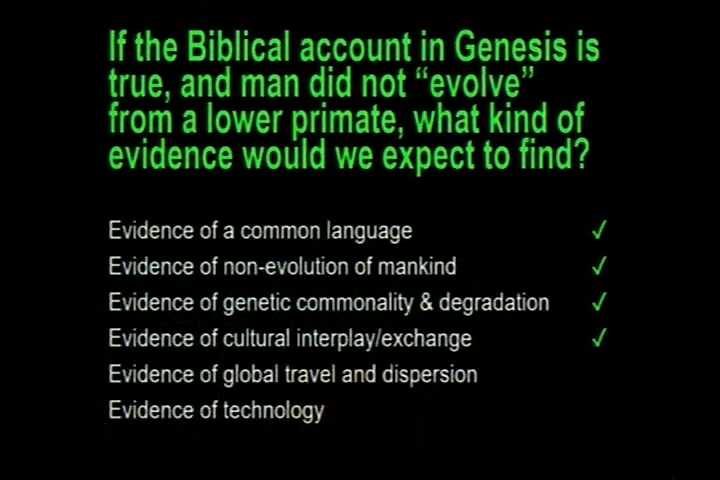 If the Biblical account in Genesis is
true, and man did not “evolve”
from a lower primate, what kind of
evidence would we expect to find?
Evidence of a common language ✓
Evidence of non-evolution of mankind ✓
Evidence of genetic commonality & degradation ✓
Evidence of cultural interplay/exchange ✓
Evidence of global travel and dispersion
Evidence of technology